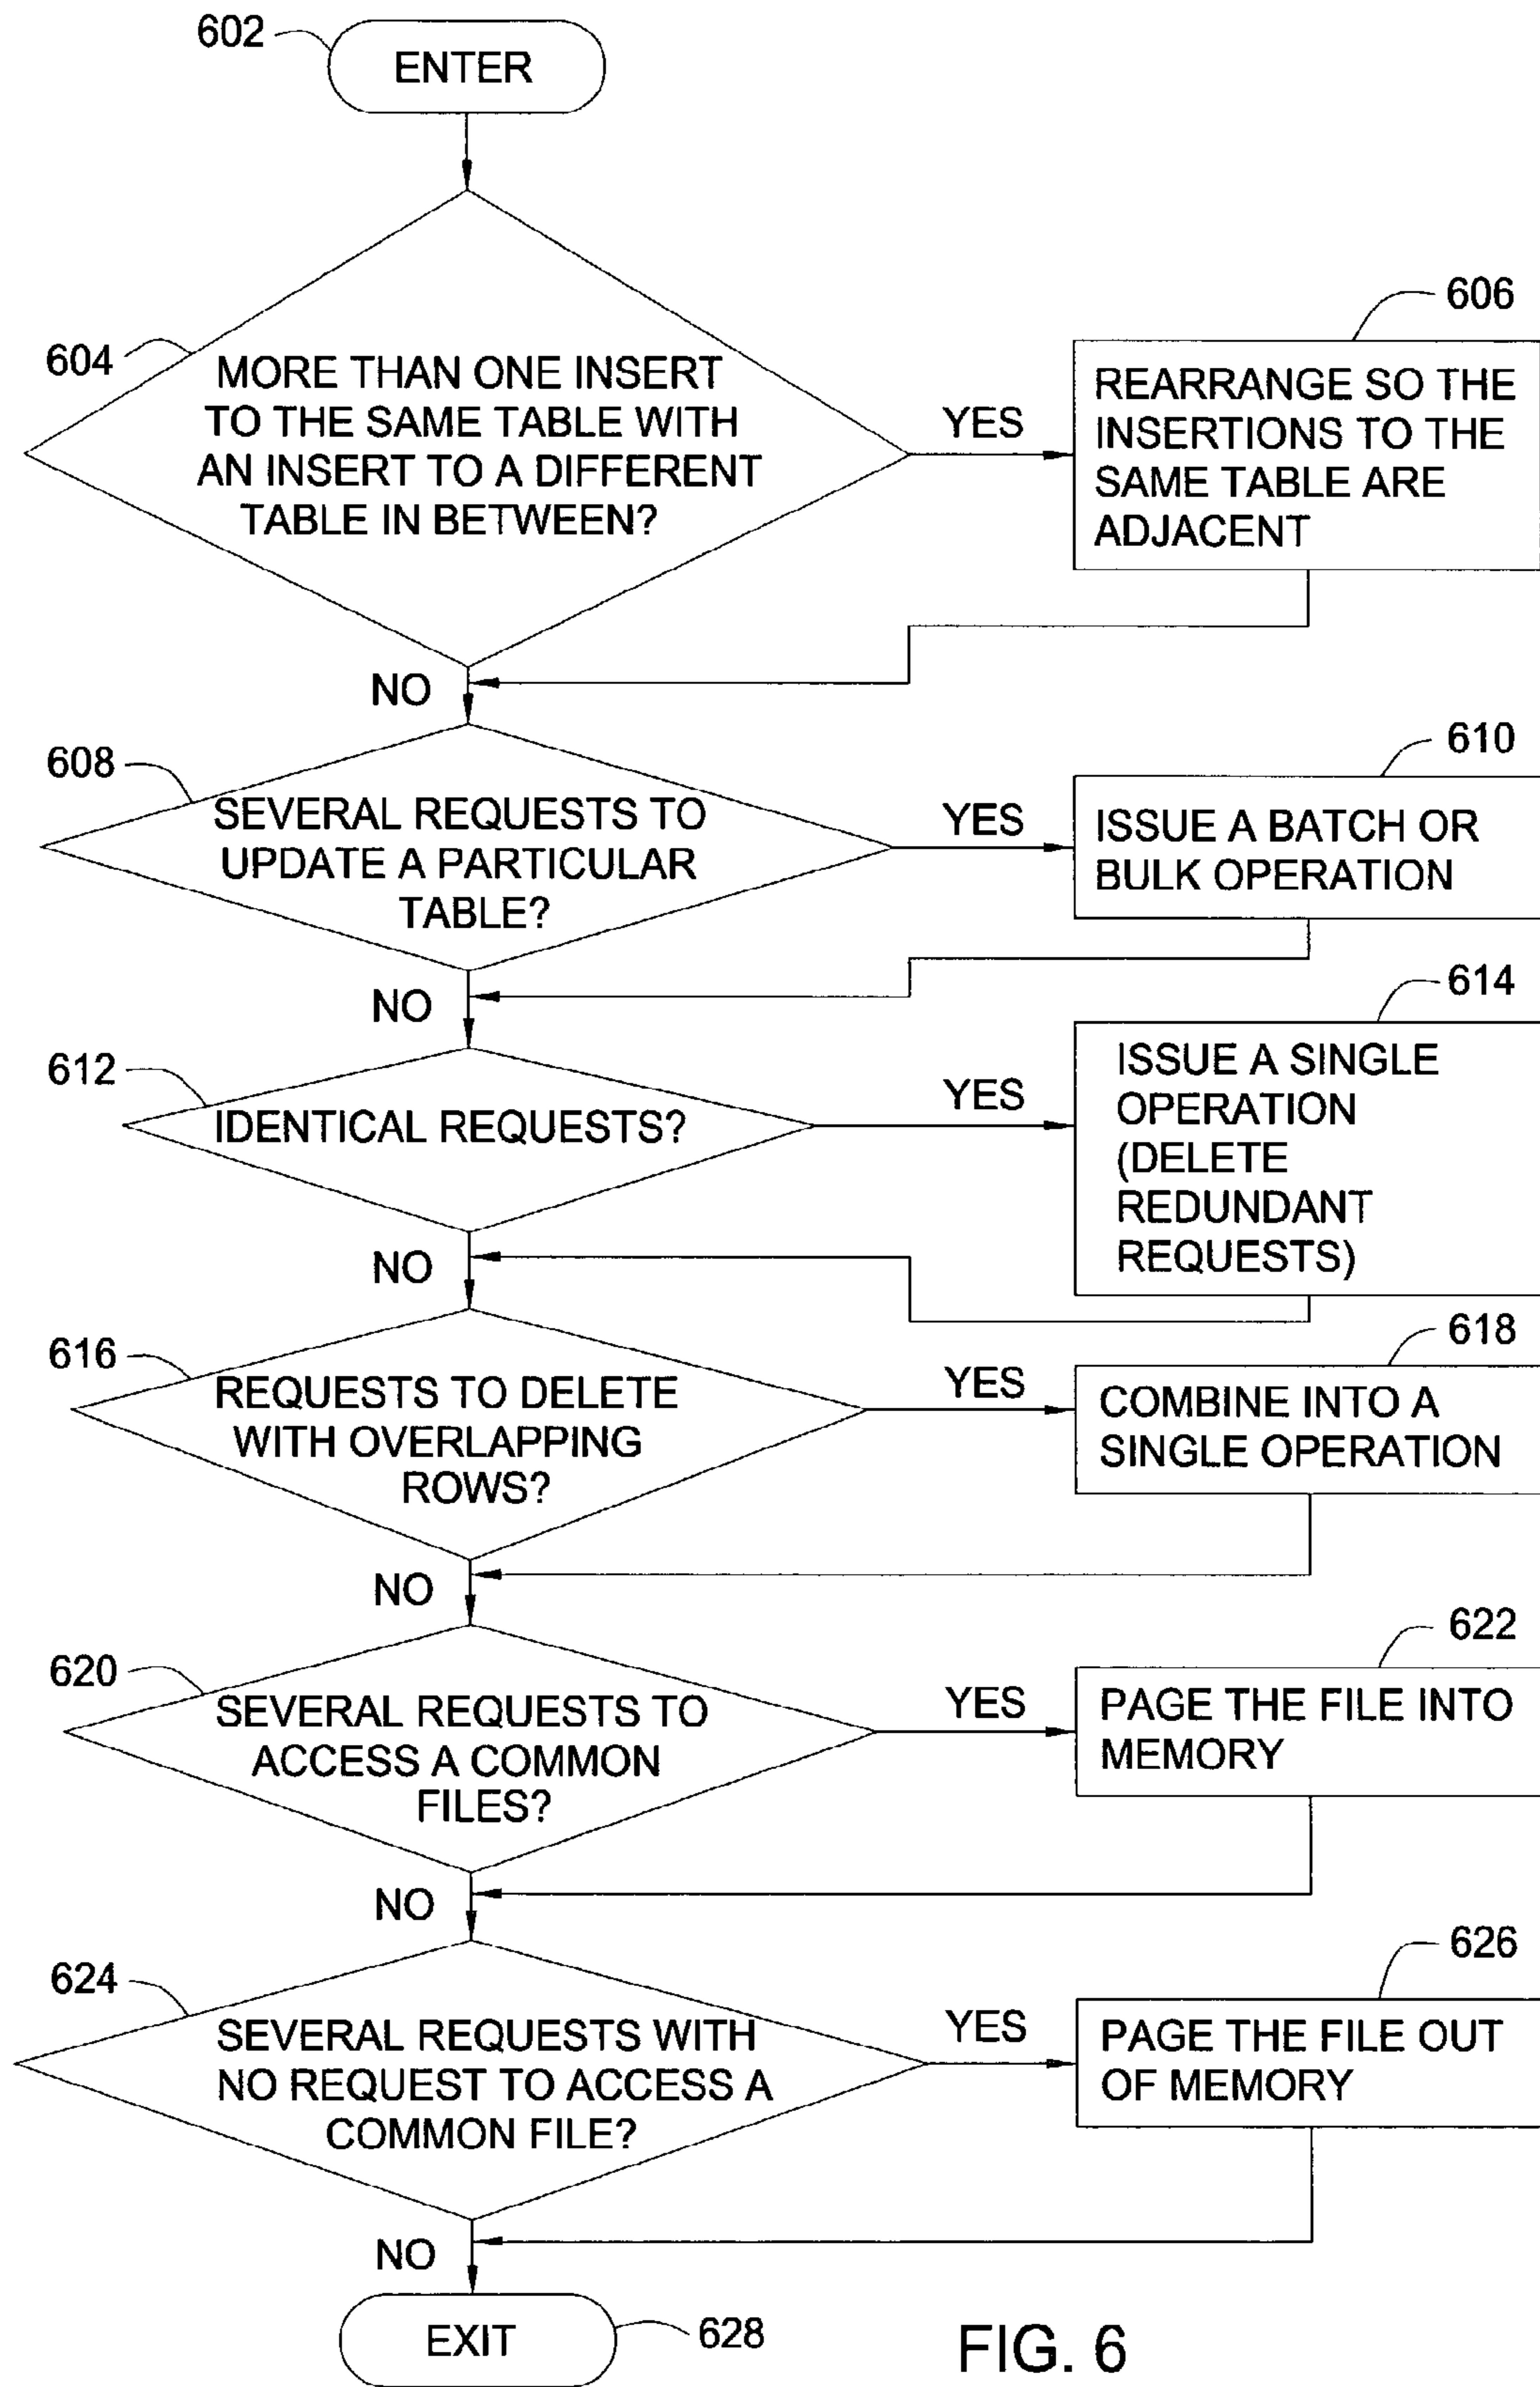 602
ENTER
604
MORE THAN ONE INSERT
TO THE SAME TABLE WITH
AN INSERT TO A DIFFERENT
TABLE IN BETWEEN?
YES
606
REARRANGE SO THE
INSERTIONS TO THE
SAME TABLE ARE
ADJACENT
NO
608
SEVERAL REQUESTS TO
UPDATE A PARTICULAR
TABLE?
YES
610
ISSUE A BATCH OR
BULK OPERATION
NO
612
IDENTICAL REQUESTS?
YES
614
ISSUE A SINGLE
OPERATION
(DELETE
REDUNDANT
REQUESTS)
NO
616
REQUESTS TO DELETE
WITH OVERLAPPING
ROWS?
YES
618
COMBINE INTO A
SINGLE OPERATION
NO
620
SEVERAL REQUESTS TO
ACCESS A COMMON
FILES?
YES
622
PAGE THE FILE INTO
MEMORY
NO
624
SEVERAL REQUESTS WITH
NO REQUEST TO ACCESS A
COMMON FILE?
YES
626
PAGE THE FILE OUT
OF MEMORY
NO
EXIT
628
FIG. 6